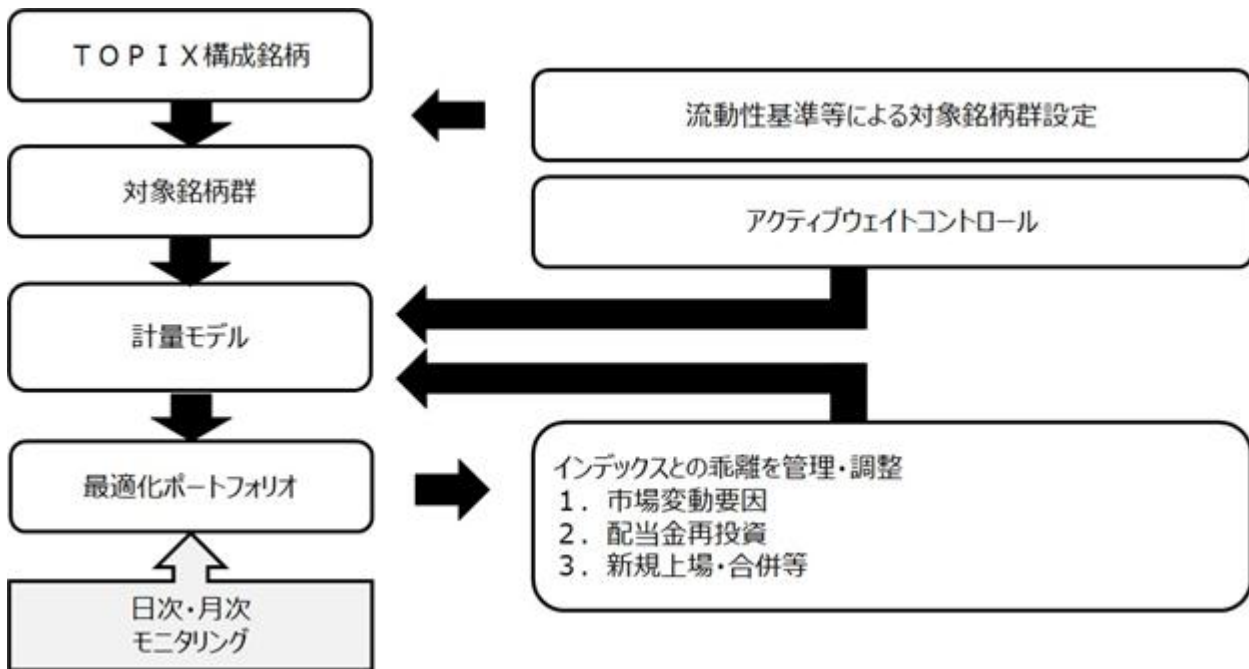 ＴＯＰＩＸ構成銘柄
流動性基準等による対象銘柄群設定
対象銘柄群
アクティブウェイトコントロール
計量モデル
最適化ポートフォリオ
インデックスとの乖離を管理・調整
１．市場変動要因
２．配当金再投資
３．新規上場・合併等
日次・月次
モニタリング